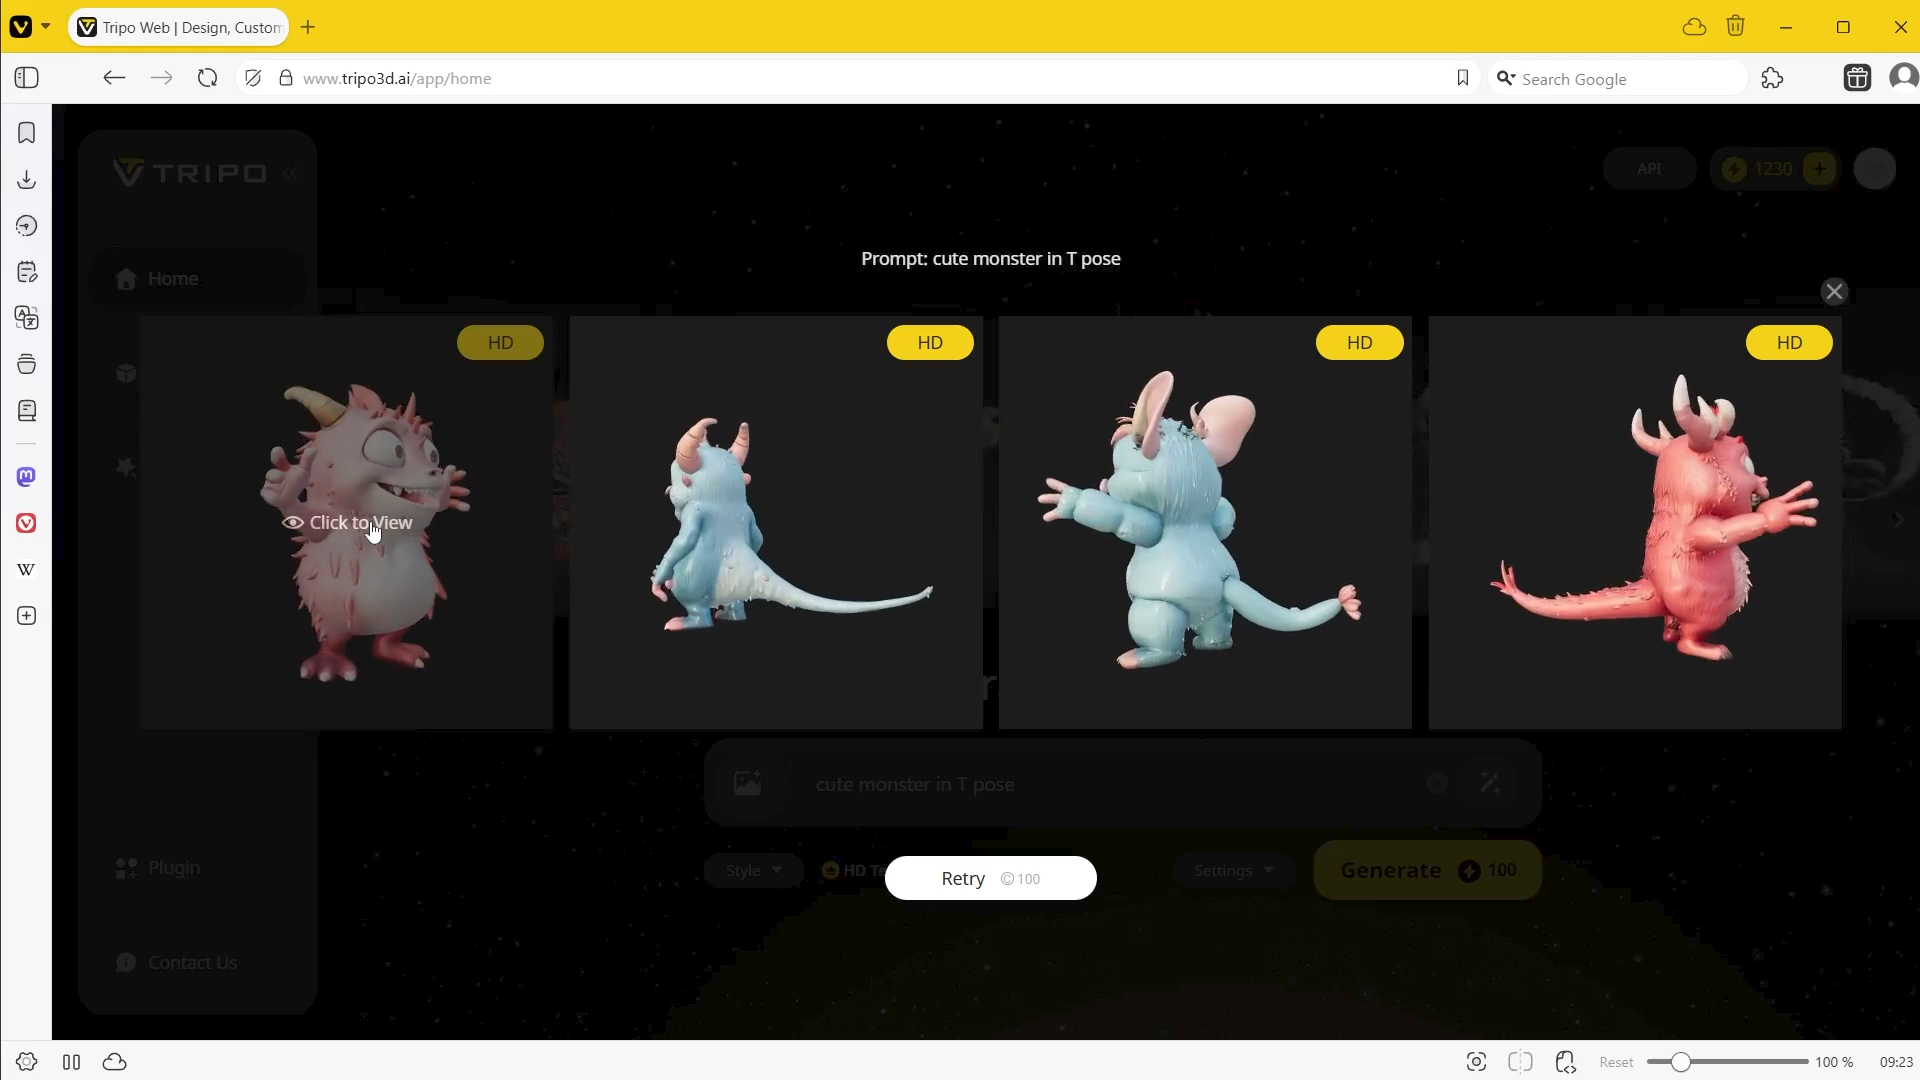 Tripo Web | Design, Custom
www.tripo3d.ai/app/home
Search Google
TRIPO
API
1230
Home
Prompt: cute monster in T pose
HD
HD
HD
HD
Click to View
cute monster in T pose
Style
HD Te
Retry 100
Settings
Generate 100
Plugin
Contact Us
Reset
100 %
09:23